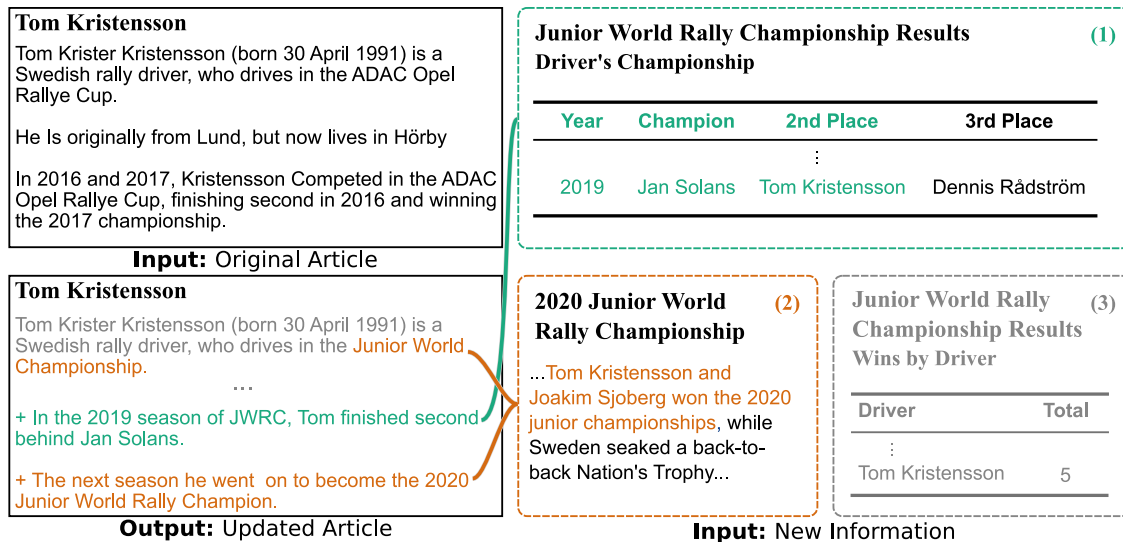 Tom Kristensson
Tom Krister Kristensson (born 30 April 1991) is a
Swedish rally driver, who drives in the ADAC Opel
Rallye Cup.
He Is originally from Lund, but now lives in Hörby
In 2016 and 2017, Kristensson Competed in the ADAC
Opel Rallye Cup, finishing second in 2016 and winning
the 2017 championship.
Input: Original Article
Junior World Rally Championship Results (1)
Driver's Championship
Year Champion 2nd Place 3rd Place
⋮
2019 Jan Solans Tom Kristensson Dennis Rådström
Tom Kristensson
Tom Krister Kristensson (born 30 April 1991) is a
Swedish rally driver, who drives in the Junior World
Championship.
...
+ In the 2019 season of JWRC, Tom finished second
behind Jan Solans.
+ The next season he went on to become the 2020
Junior World Rally Champion.
Output: Updated Article
2020 Junior World (2)
Rally Championship
...Tom Kristensson and
Joakim Sjoberg won the 2020
junior championships, while
Sweden seaked a back-to-
back Nation's Trophy...
Junior World Rally (3)
Championship Results
Wins by Driver
Driver Total
⋮
Tom Kristensson 5
Input: New Information